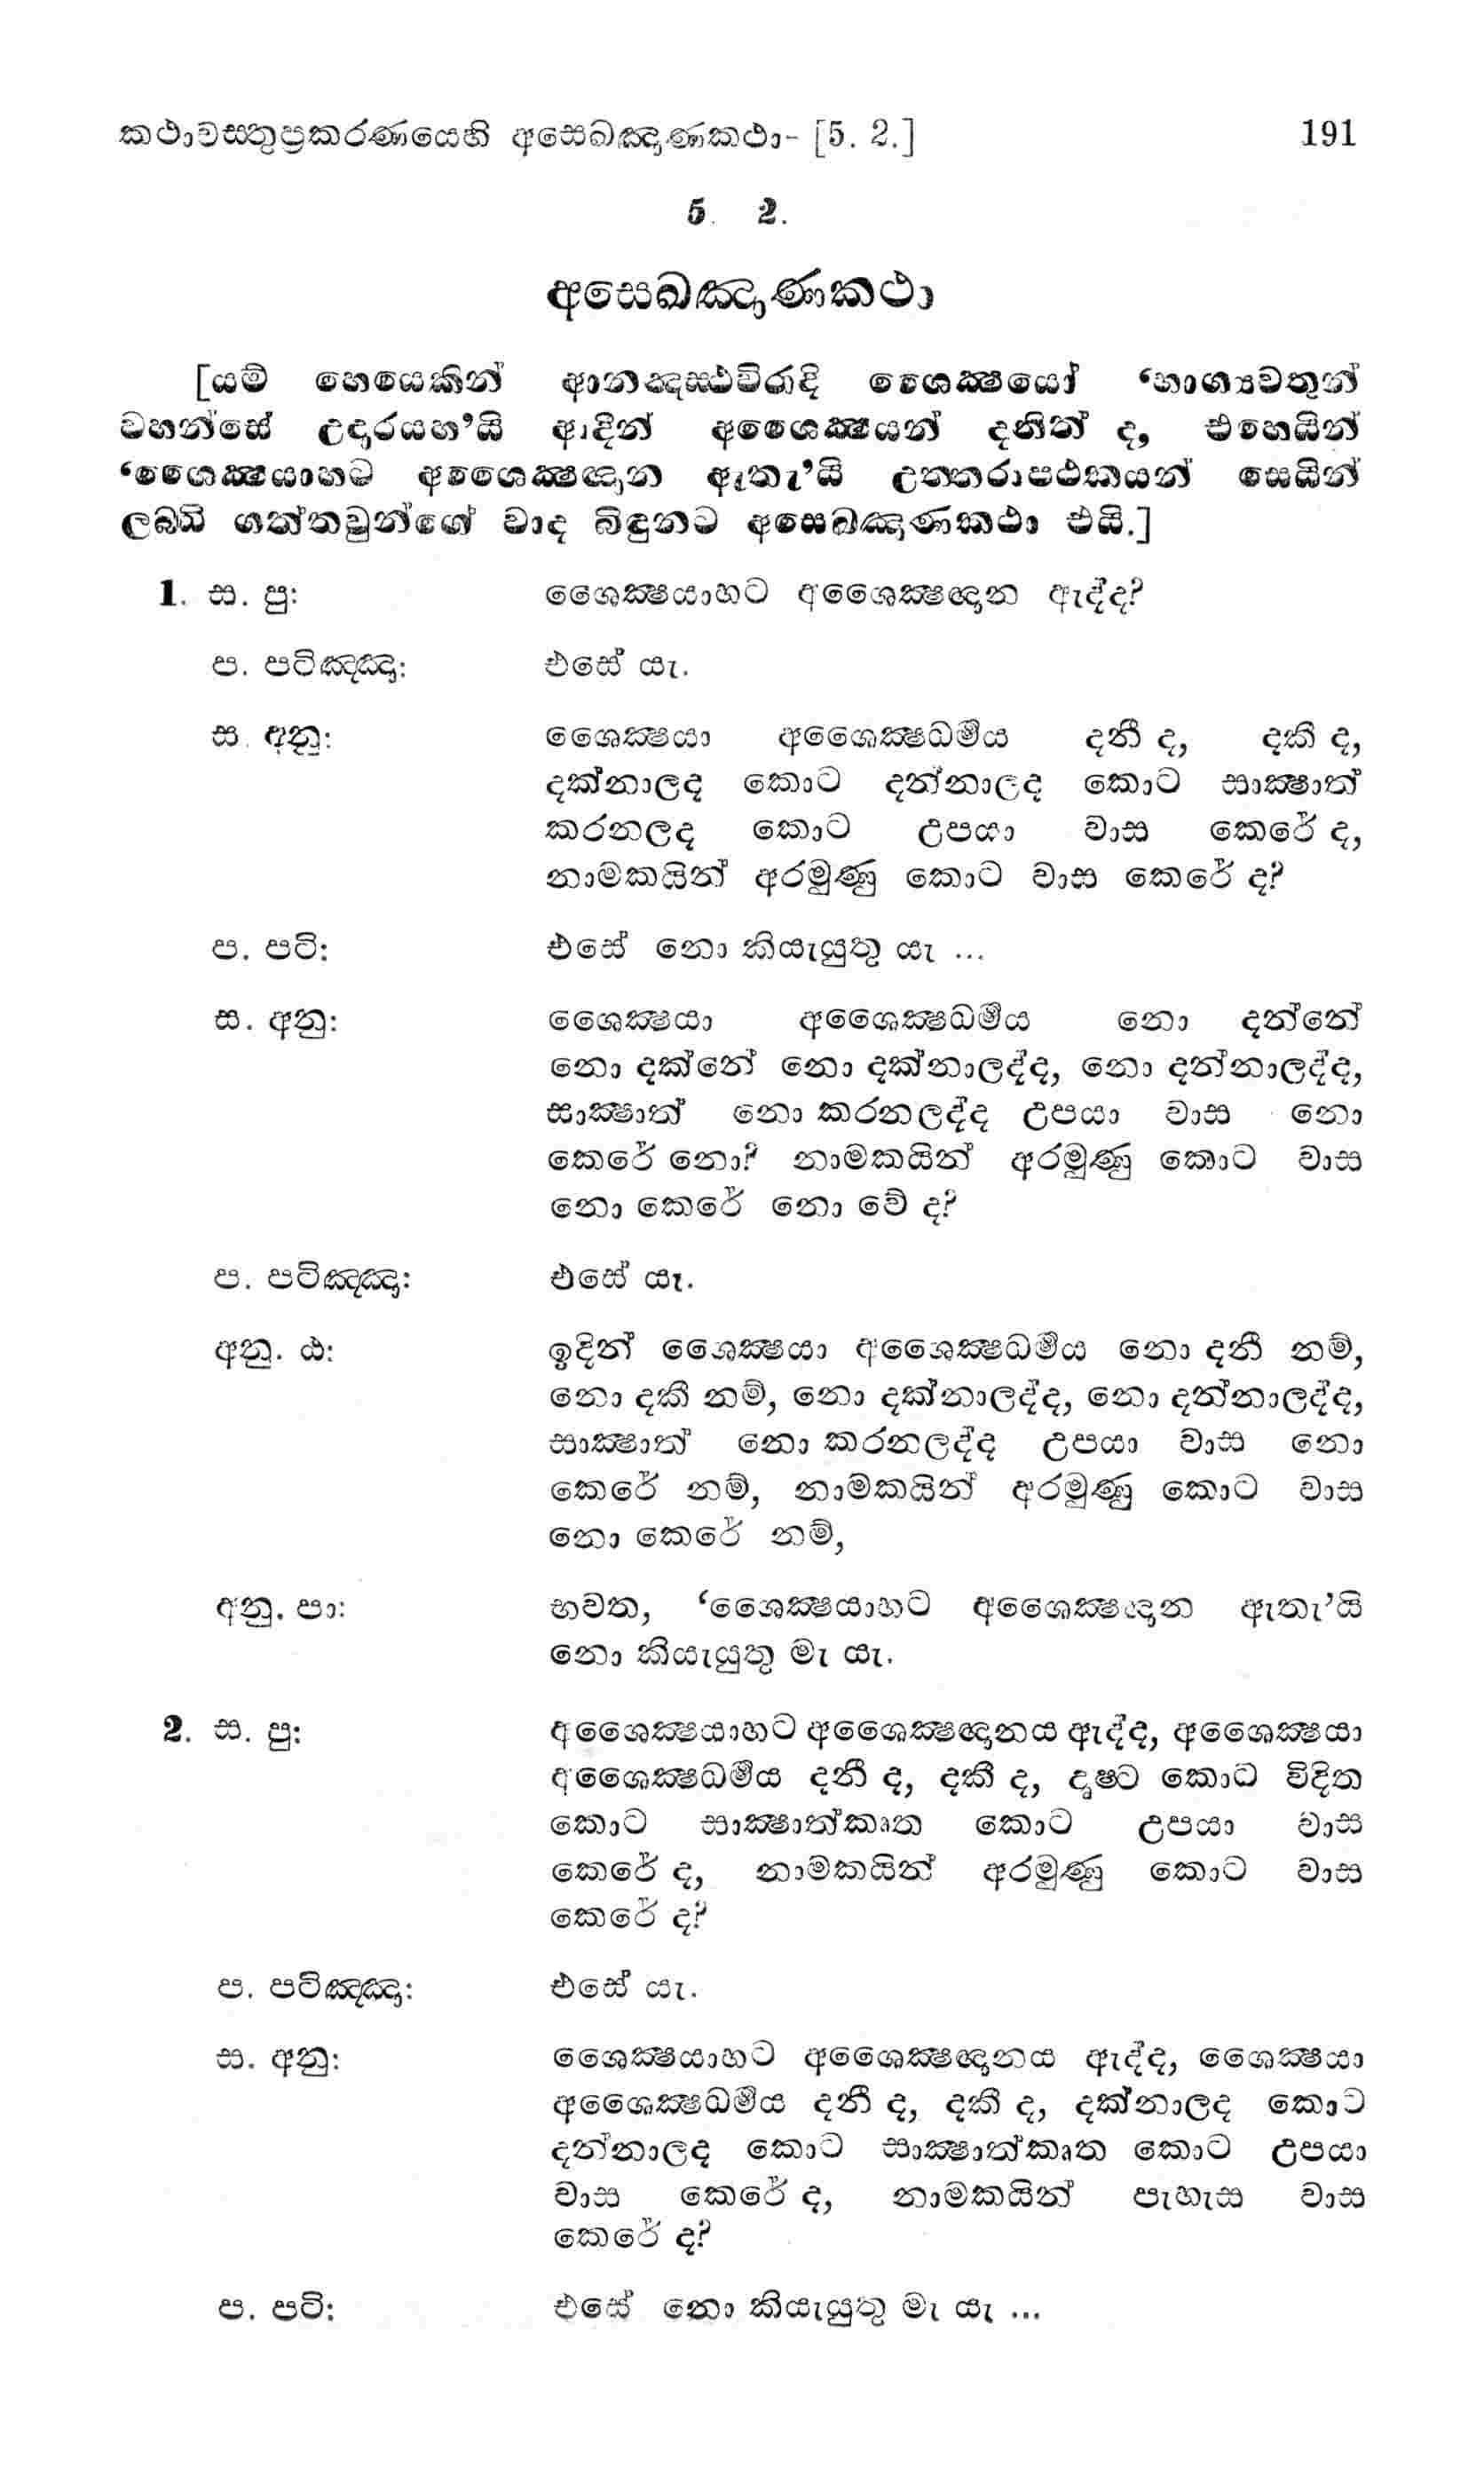 කථාවස්තුප්‍රකරණයෙහි අසෙඛඤාණකථා- [5. 2.] 191
5. 2.
අසෙඛඤාණකථා
[යම් හෙයෙකින් ආනන්‍දස්ථවිරාදි ශෛක්‍ෂයෝ ‘භාග්‍යවතුන්
වහන්සේ උදාරයහ’යි ආදීන් අශෛක්‍ෂයන් දනිත් ද, එහෙයින්
‘ශෛක්‍ෂයාහට අශෛක්‍ෂඥාන ඇතැ’යි උත්තරාපථකයන් සෙයින්
ලබ්ධි ගත්තවුන්ගේ වාද බිඳුනට අසෙඛඤාණකථා එයි.]
1. ස. පු: ශෛක්‍ෂයාහට අශෛක්‍ෂඥාන ඇද්ද?
ප. පටිඤ්ඤා: එසේ යැ.
ස. අනු: ශෛක්‍ෂයා අශෛක්‍ෂධර්‍මය දනී ද, දකී ද,
දක්නාලද කොට දන්නාලද කොට සාක්‍ෂාත්
කරනලද කොට උපයා වාස කෙරේ ද,
නාමකයින් අරමුණු කොට වාස කෙරේ ද?
ප. පටි: එසේ නො කියැයුතු යැ ...
ස. අනු: ශෛක්‍ෂයා අශෛක්‍ෂධර්‍මය නො දන්නේ
නො දක්නේ නො දක්නාලද්ද, නො දන්නාලද්ද,
සාක්‍ෂාත් නො කරනලද්ද උපයා වාස නො
කෙරේ නො? නාමකයින් අරමුණු කොට වාස
නො කෙරේ නො වේ ද?
ප. පටිඤ්ඤා: එසේ යැ.
අනු. ඨ: ඉදින් ශෛක්‍ෂයා අශෛක්‍ෂධර්‍මය නො දනී නම්,
නො දකී නම්, නො දක්නාලද්ද, නො දන්නාලද්ද,
සාක්‍ෂාත් නො කරනලද්ද උපයා වාස නො
කෙරේ නම්, නාමකයින් අරමුණු කොට වාස
නො කෙරේ නම්,
අනු. පා: භවත, ‘ශෛක්‍ෂයාහට අශෛක්‍ෂඥාන ඇතැ’යි
නො කියැයුතු මැ යැ.
2. ස. පු: අශෛක්‍ෂයාහට අශෛක්‍ෂඥානය ඇද්ද, අශෛක්‍ෂයා
අශෛක්‍ෂධර්‍මය දනී ද, දකී ද, දෘෂ්ට කොධ විදිත
කොට සාක්‍ෂාත්කෘත කොට උපයා වාස
කෙරේ ද, නාමකයින් අරමුණු කොට වාස
කෙරේ ද?
ප. පටිඤ්ඤා: එසේ යැ.
ස. අනු: ශෛක්‍ෂයාහට අශෛක්‍ෂඥානය ඇද්ද, ශෛක්‍ෂයා
අශෛක්‍ෂධර්‍මය දනී ද, දකී ද, දක්නාලද කොට
දන්නාලද කොට සාක්‍ෂාත්කෘත කොට උපයා
වාස කෙරේ ද, නාමකයින් පැහැස වාස
කෙරේ ද?
ප. පටි: එසේ නො කියැයුතු මැ යැ ...